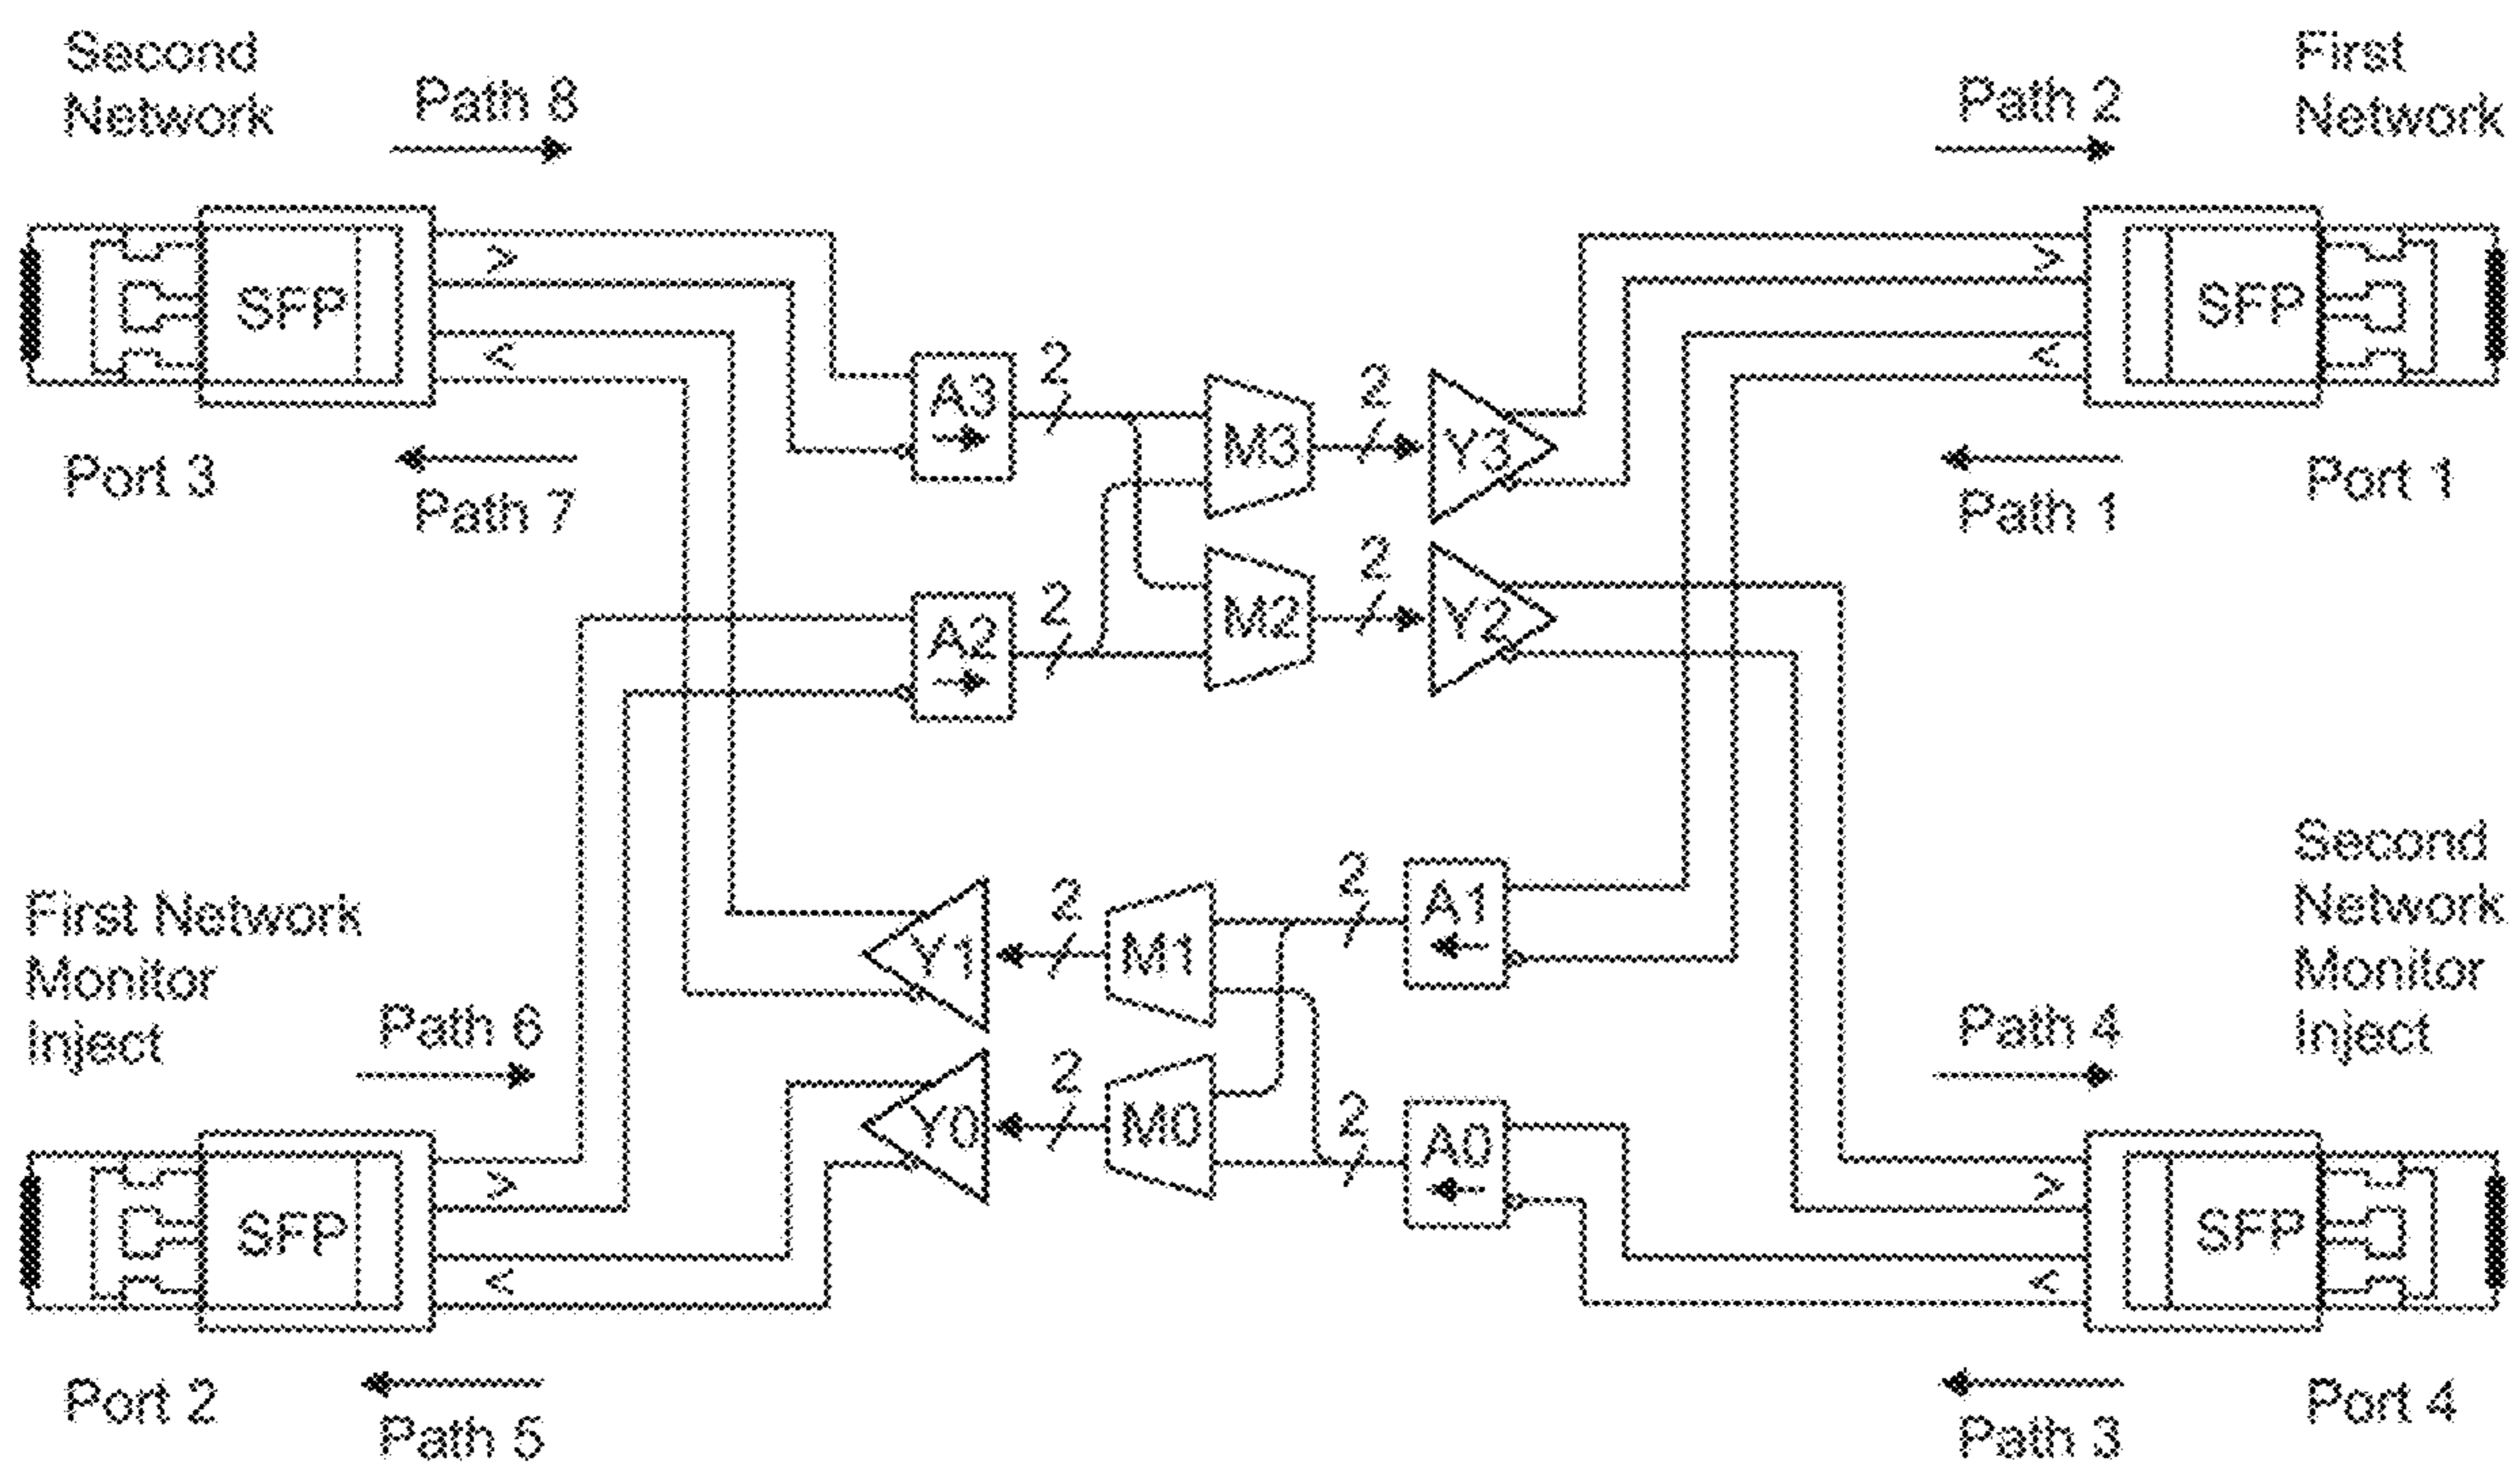 Second
Network
Path 8
Path 2
First
Network
>
SFP
<
>
SFP
<
A3
2
M3
2
Y3
Port 3
Path 7
Path 1
Port 1
A2
2
M2
2
Y2
First Network
Monitor
Inject
Path 6
Y1
2
M1
2
A1
Second
Network
Monitor
Inject
Path 4
Y0
2
M0
2
A0
>
SFP
<
>
SFP
<
Port 2
Path 5
Path 3
Port 4